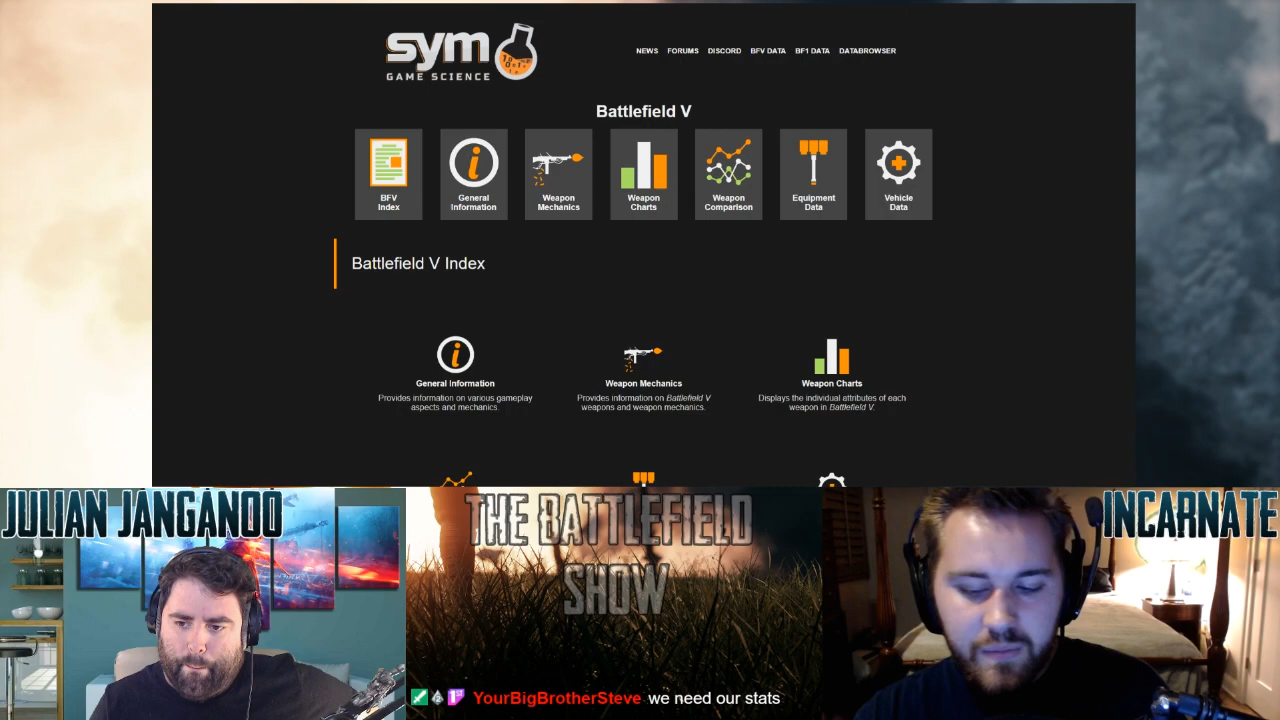 sym
GAME SCIENCE
NEWS FORUMS DISCORD BFV DATA BF1 DATA DATABROWSER
Battlefield V
BFV
Index
General
Information
Weapon
Mechanics
Weapon
Charts
Weapon
Comparison
Equipment
Data
Vehicle
Data
Battlefield V Index
General Information
Provides information on various gameplay
aspects and mechanics.
Weapon Mechanics
Provides information on Battlefield V
weapons and weapon mechanics.
Weapon Charts
Displays the individual attributes of each
weapon in Battlefield V.
JULIAN JANGANOO
THE BATTLEFIELD
SHOW
INCARNATE
YourBigBrotherSteve we need our stats